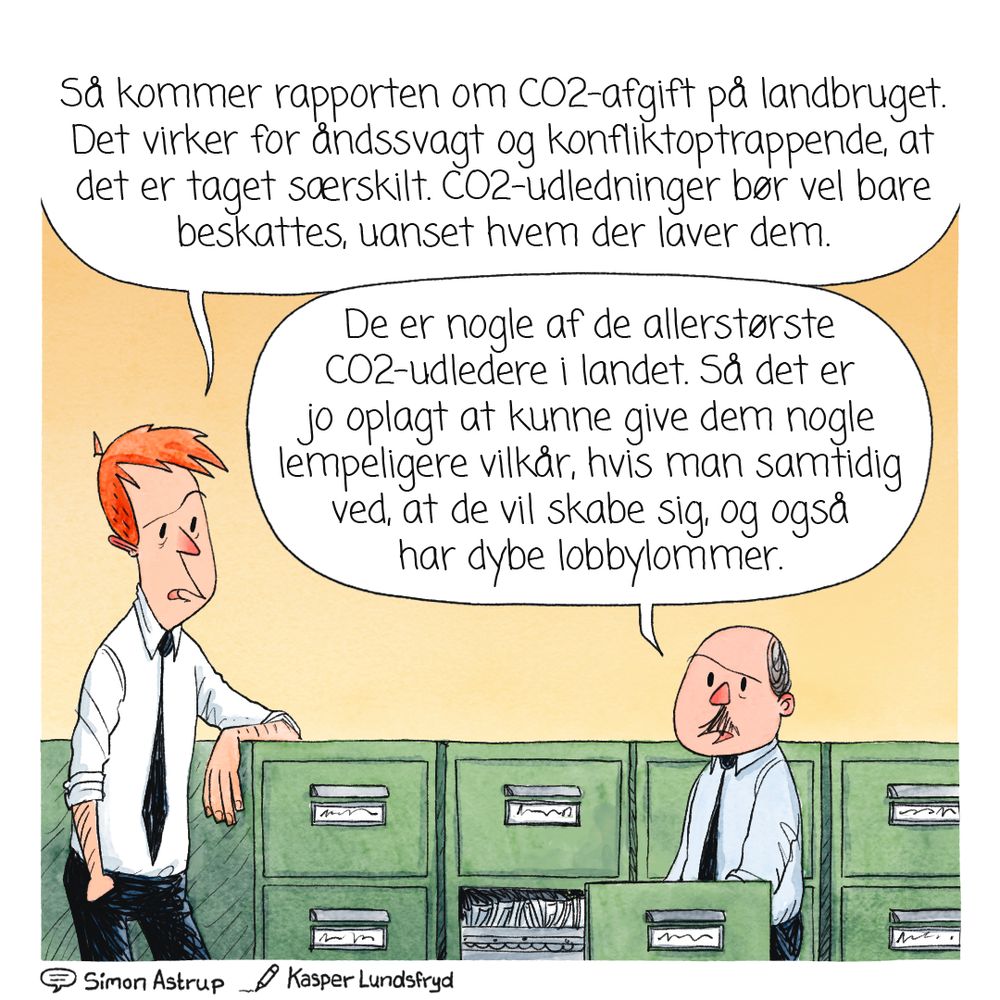 Så kommer rapporten om CO2-afgift på landbruget.
Det virker for åndssvagt og konfliktoptrappende, at
det er taget særskilt. CO2-udledninger bør vel bare
beskattes, uanset hvem der laver dem.
De er nogle af de allerstørste
CO2-udledere i landet. Så det er
jo oplagt at kunne give dem nogle
lempeligere vilkår, hvis man samtidig
ved, at de vil skabe sig, og også
har dybe lobbylommer.
Simon Astrup Kasper Lundsfryd